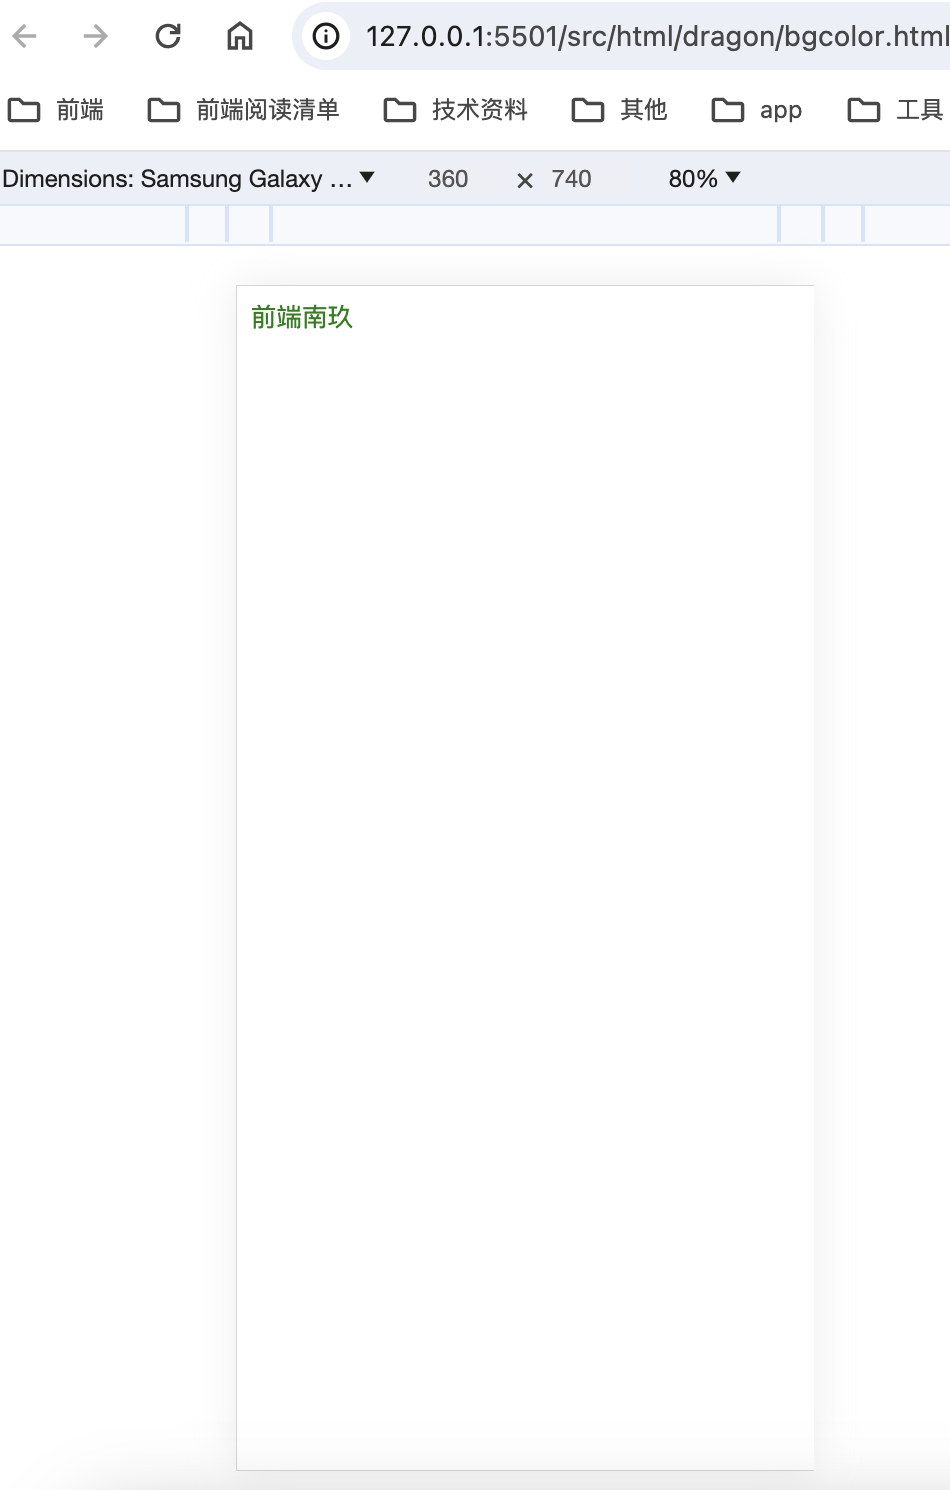 127.0.0.1:5501/src/html/dragon/bgcolor.html
前端 前端阅读清单 技术资料 其他 app 工具
Dimensions: Samsung Galaxy ... 360 × 740 80%
前端南玖